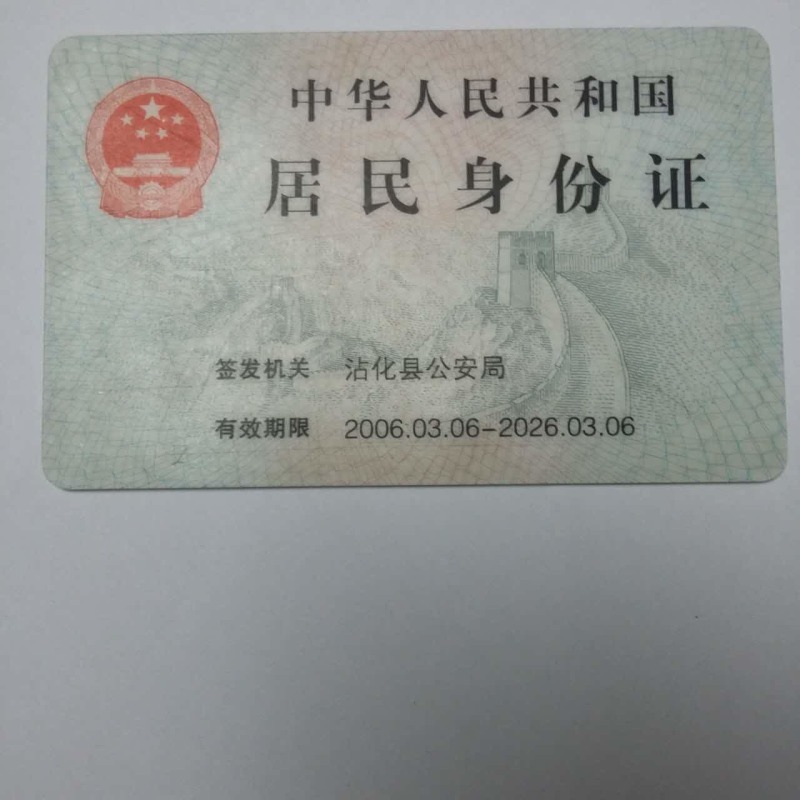 中华人民共和国
居民身份证
签发机关 沾化县公安局
有效期限 2006.03.06-2026.03.06